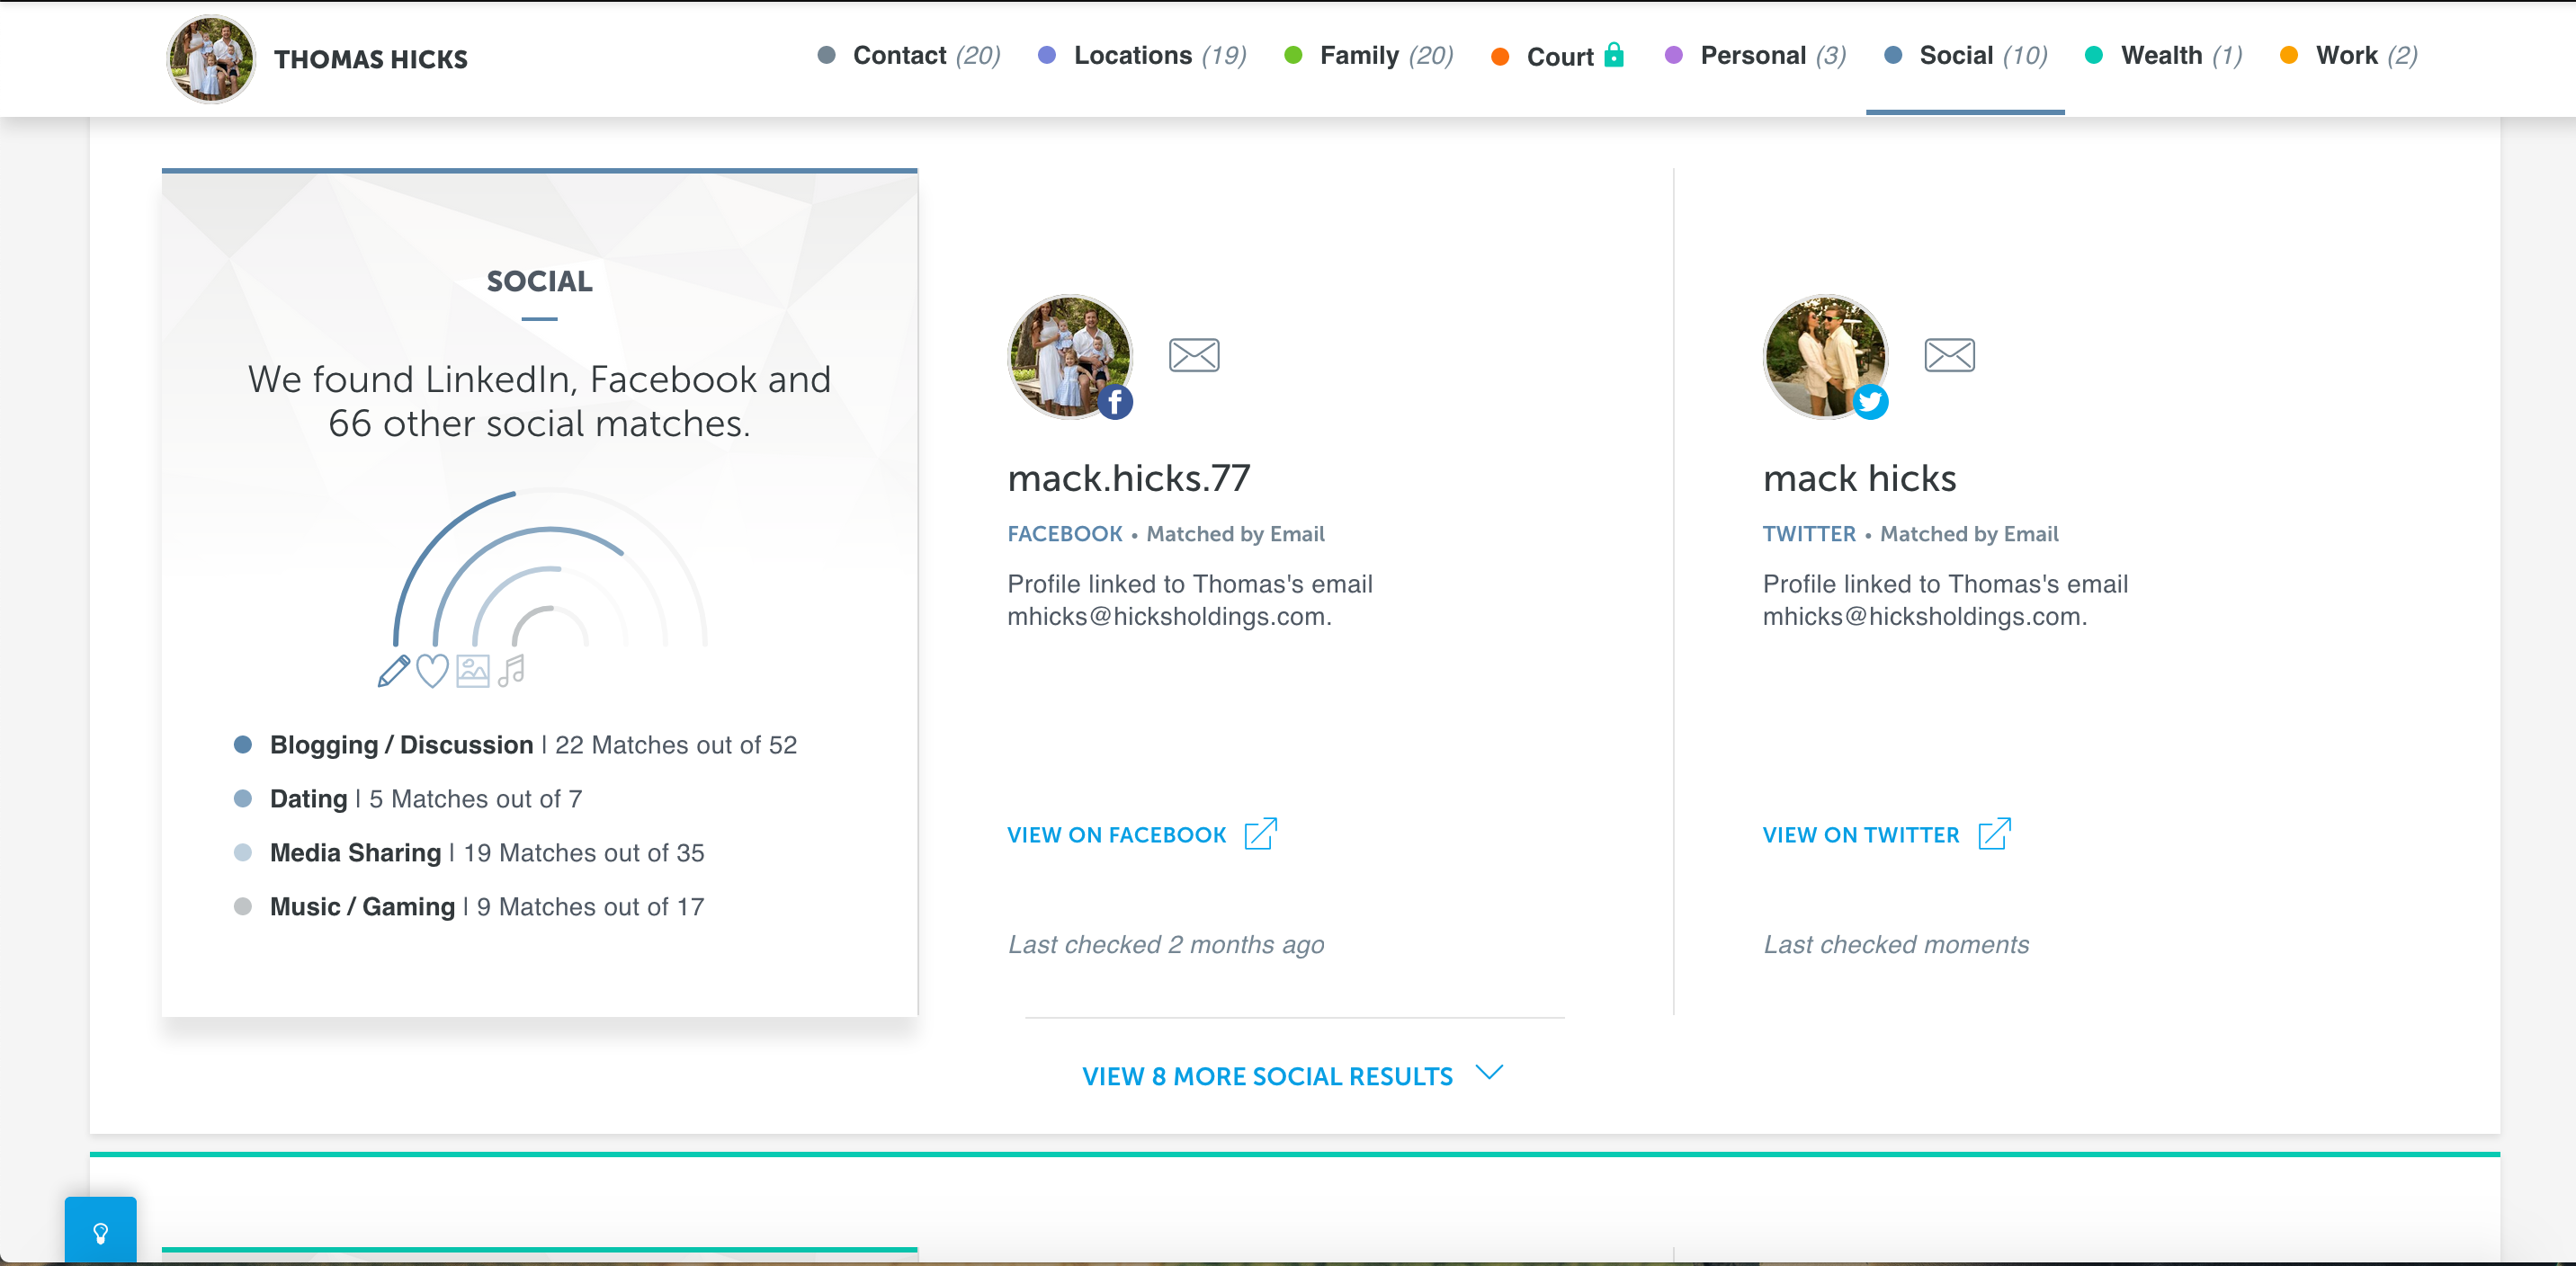 THOMAS HICKS
Contact (20)
Locations (19)
Family (20)
Court
Personal (3)
Social (10)
Wealth (1)
Work (2)
SOCIAL
We found LinkedIn, Facebook and
66 other social matches.
Blogging / Discussion | 22 Matches out of 52
Dating | 5 Matches out of 7
Media Sharing | 19 Matches out of 35
Music / Gaming | 9 Matches out of 17
mack.hicks.77
FACEBOOK • Matched by Email
Profile linked to Thomas's email
mhicks@hicksholdings.com.
VIEW ON FACEBOOK
Last checked 2 months ago
mack hicks
TWITTER • Matched by Email
Profile linked to Thomas's email
mhicks@hicksholdings.com.
VIEW ON TWITTER
Last checked moments
VIEW 8 MORE SOCIAL RESULTS